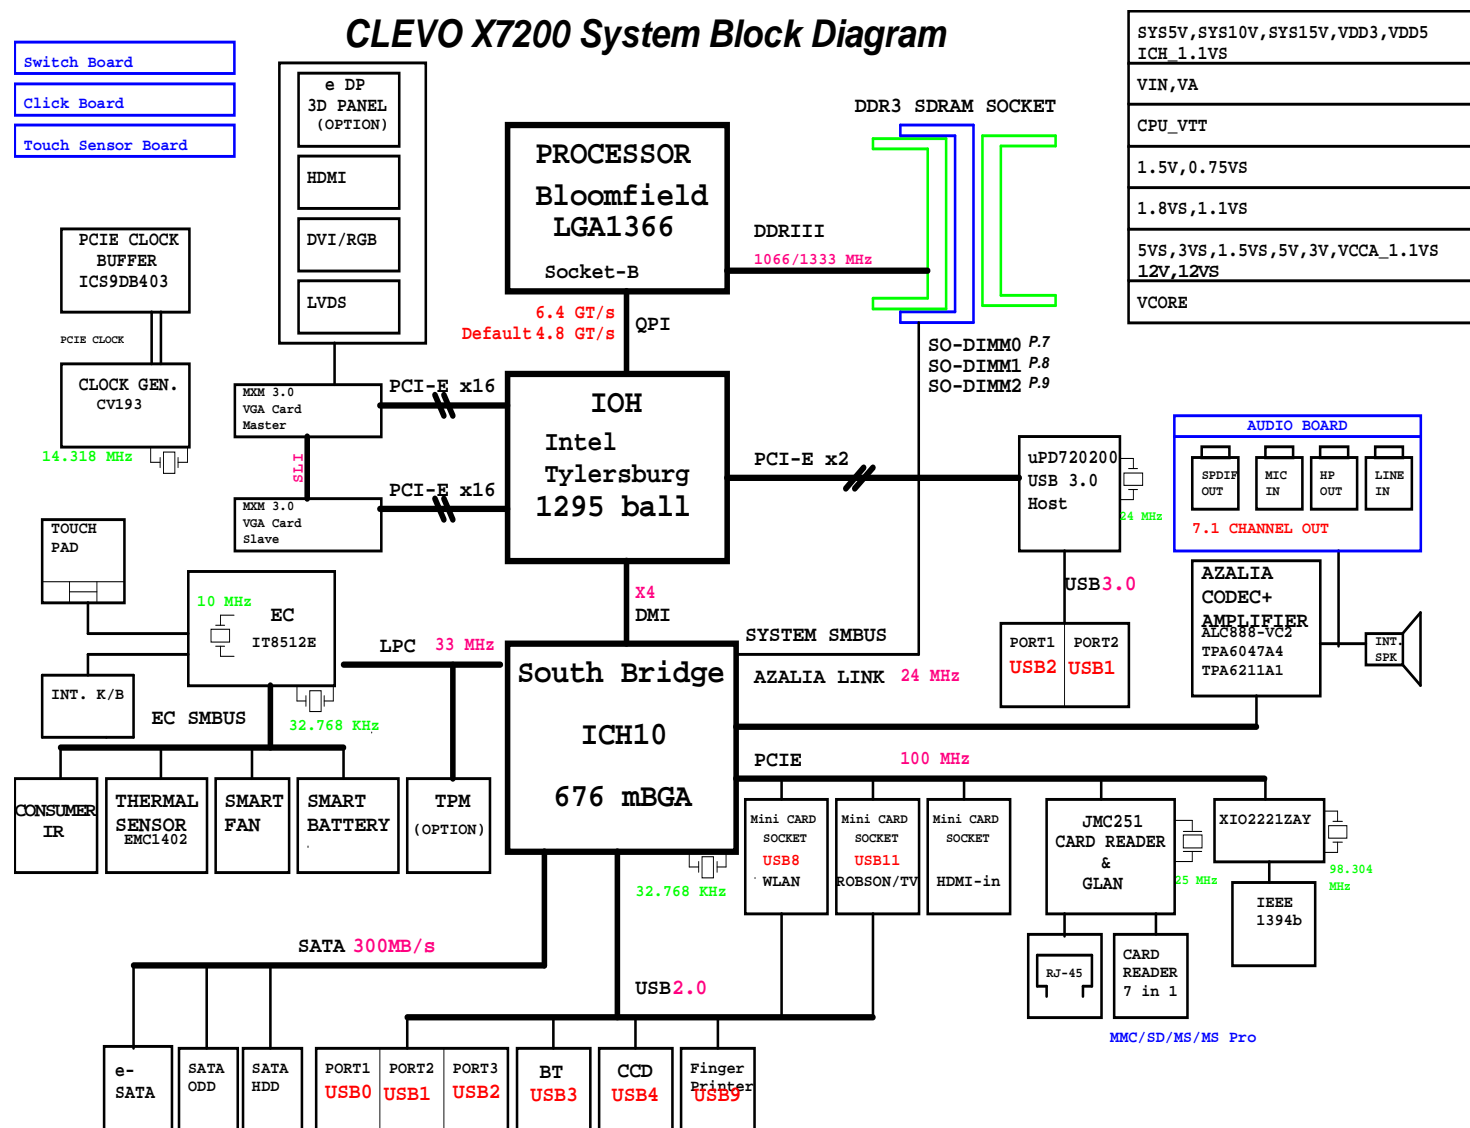 CLEVO X7200 System Block Diagram
Switch Board
Click Board
Touch Sensor Board
SYS5V,SYS10V,SYS15V,VDD3,VDD5
ICH_1.1VS
VIN,VA
CPU_VTT
1.5V,0.75VS
1.8VS,1.1VS
5VS,3VS,1.5VS,5V,3V,VCCA_1.1VS
12V,12VS
VCORE
e DP
3D PANEL
(OPTION)
HDMI
DVI/RGB
LVDS
PROCESSOR
Bloomfield
LGA1366
Socket-B
DDR3 SDRAM SOCKET
DDRIII
1066/1333 MHz
SO-DIMM0 P.7
SO-DIMM1 P.8
SO-DIMM2 P.9
PCIE CLOCK
BUFFER
ICS9DB403
PCIE CLOCK
CLOCK GEN.
CV193
14.318 MHz
6.4 GT/s
Default 4.8 GT/s
QPI
MXM 3.0
VGA Card
Master
PCI-E x16
SLI
MXM 3.0
VGA Card
Slave
PCI-E x16
IOH
Intel
Tylersburg
1295 ball
PCI-E x2
uPD720200
USB 3.0
Host
24 MHz
USB3.0
PORT1
USB2
PORT2
USB1
AUDIO BOARD
SPDIF
OUT
MIC
IN
HP
OUT
LINE
IN
7.1 CHANNEL OUT
AZALIA
CODEC+
AMPLIFIER
ALC888-VC2
TPA6047A4
TPA6211A1
INT.
SPK
TOUCH
PAD
10 MHz
EC
IT8512E
INT. K/B
EC SMBUS
32.768 KHz
LPC 33 MHz
X4
DMI
SYSTEM SMBUS
AZALIA LINK 24 MHz
South Bridge
ICH10
676 mBGA
32.768 KHz
PCIE
100 MHz
CONSUMER
IR
THERMAL
SENSOR
EMC1402
SMART
FAN
SMART
BATTERY
TPM
(OPTION)
Mini CARD
SOCKET
USB8
WLAN
Mini CARD
SOCKET
USB11
ROBSON/TV
Mini CARD
SOCKET
HDMI-in
JMC251
CARD READER
&
GLAN
25 MHz
XIO2221ZAY
98.304
MHz
IEEE
1394b
RJ-45
CARD
READER
7 in 1
MMC/SD/MS/MS Pro
SATA 300MB/s
USB2.0
e-
SATA
SATA
ODD
SATA
HDD
PORT1
USB0
PORT2
USB1
PORT3
USB2
BT
USB3
CCD
USB4
Finger
Printer
USB9